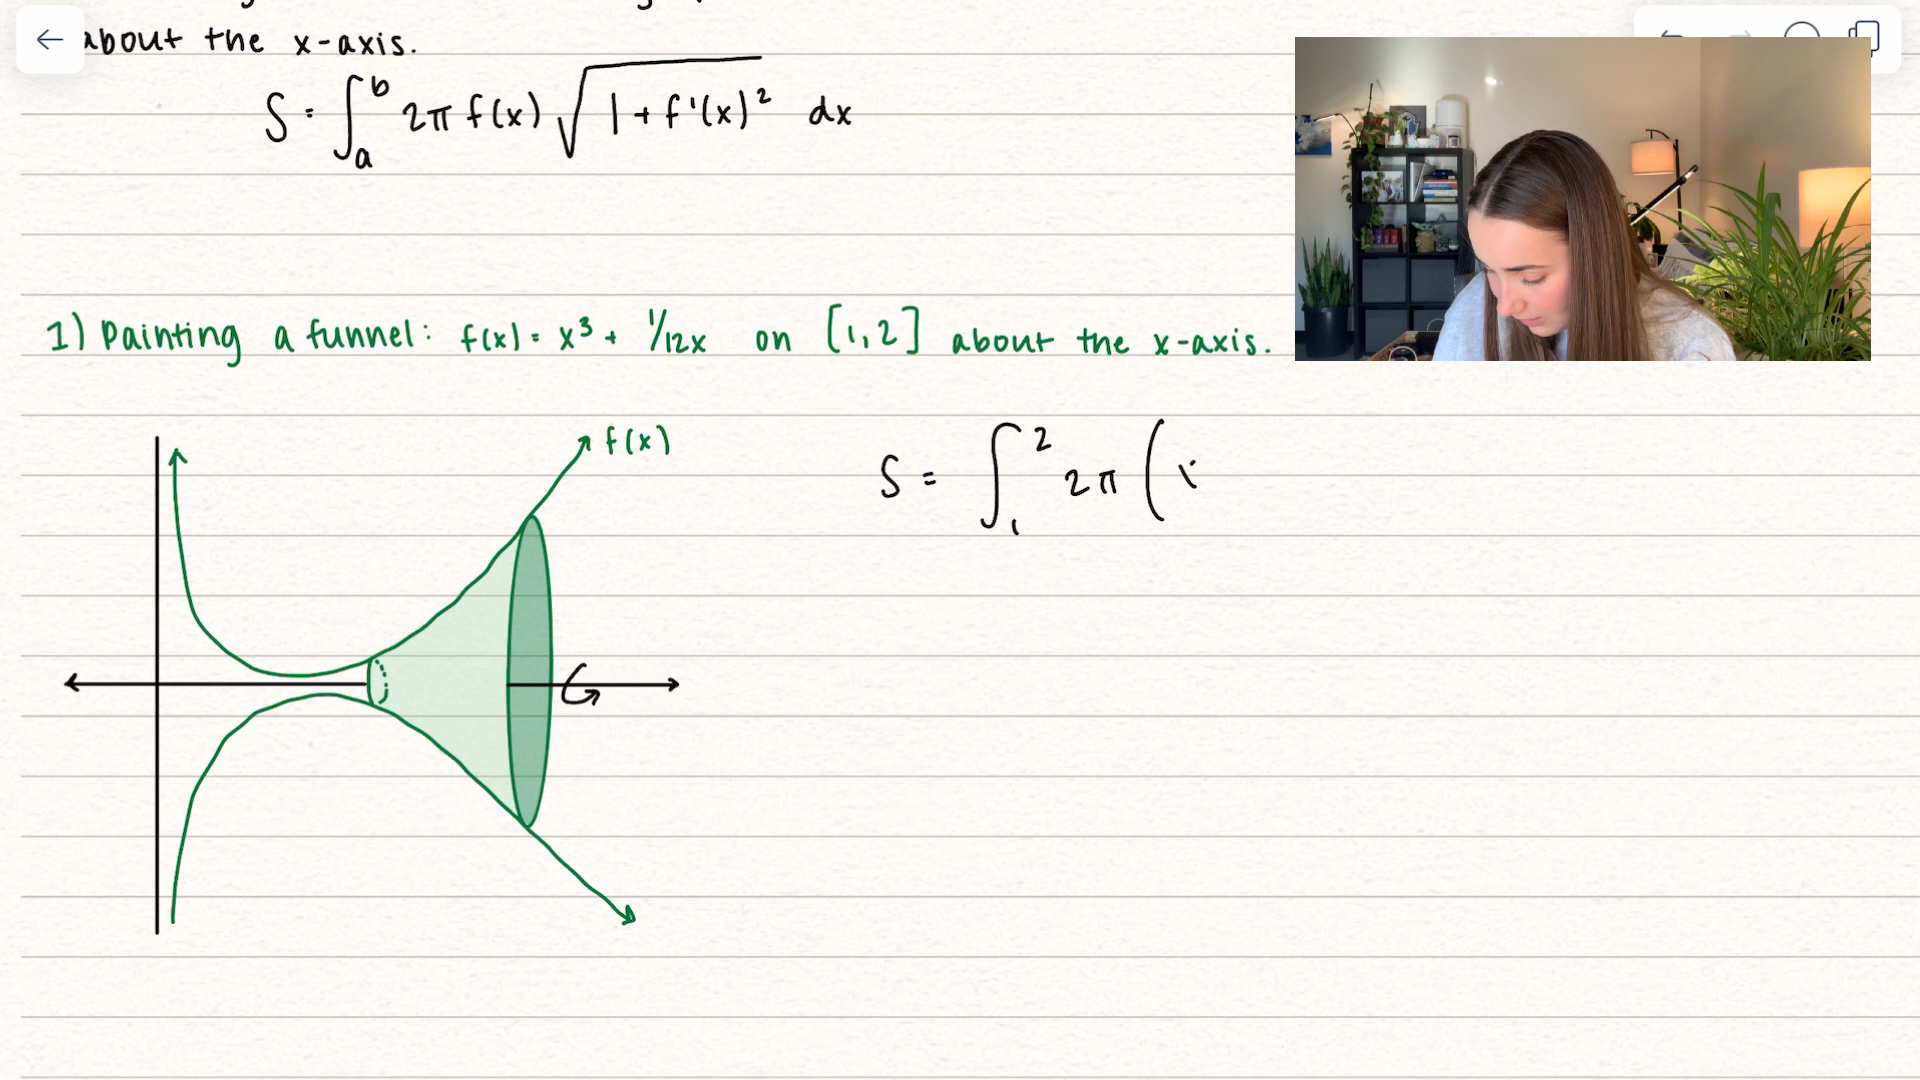 about the x-axis.
S = ∫_a^b 2π f(x) √(1 + f'(x)²) dx
1) Painting a funnel: f(x) = x³ + 1/12x on [1,2] about the x-axis.
f(x)
S = ∫_1^2 2π (